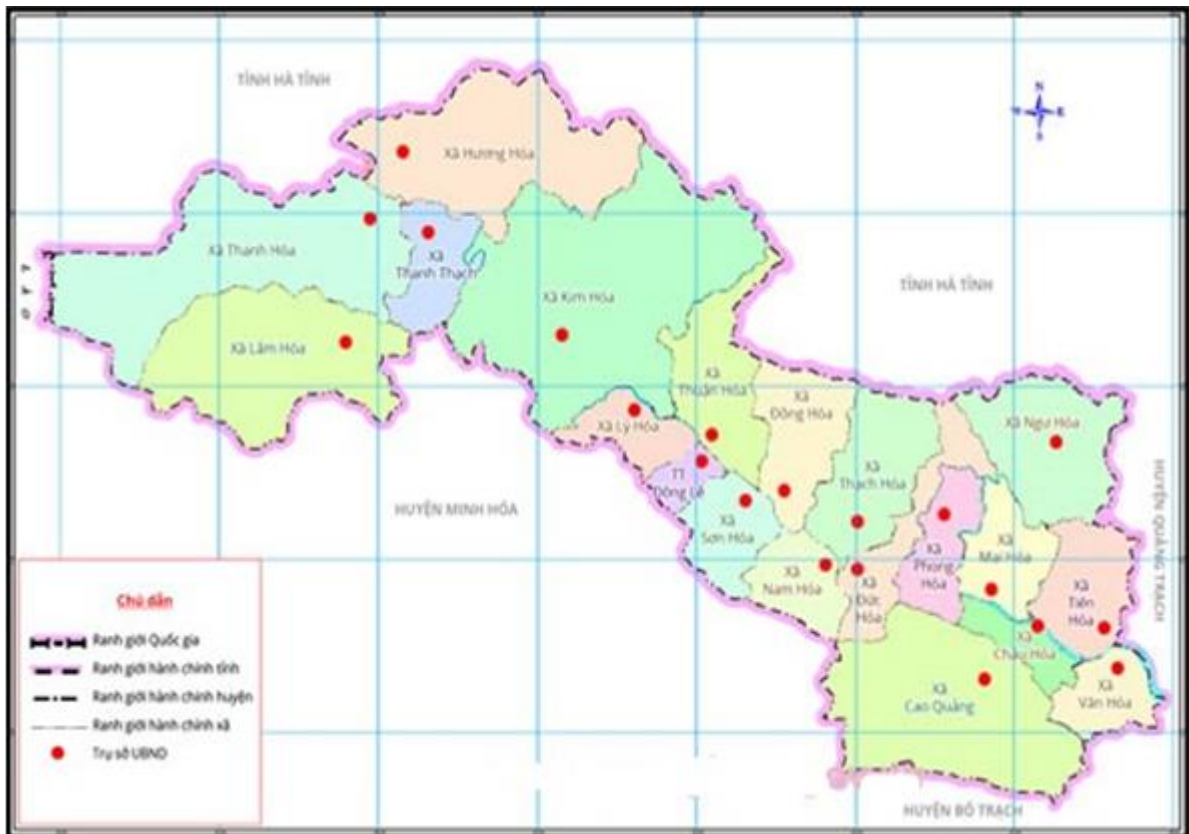 TỈNH HÀ TĨNH
N
W
E
S
Xã Hương Hóa
Xã Thanh Hóa
Xã
Thanh Thạch
Xã Kim Hóa
TỈNH HÀ TĨNH
Xã Lâm Hóa
Xã
Thuận Hóa
Xã
Đồng Hóa
Xã Ngư Hóa
Xã Lý Hóa
Xã
Thạch Hóa
TT
Đồng Lê
HUYỆN MINH HÓA
HUYỆN QUẢNG TRẠCH
Xã
Sơn Hóa
Xã
Mai Hóa
Xã
Phong
Hóa
Xã
Nam Hóa
Xã
Đức
Hóa
Xã
Tiến
Hóa
Xã
Châu Hóa
Xã
Cao Quảng
Xã
Văn Hóa
Chú dẫn
Ranh giới Quốc gia
Ranh giới hành chính tỉnh
Ranh giới hành chính huyện
Ranh giới hành chính xã
Trụ sở UBND
HUYỆN BỐ TRẠCH